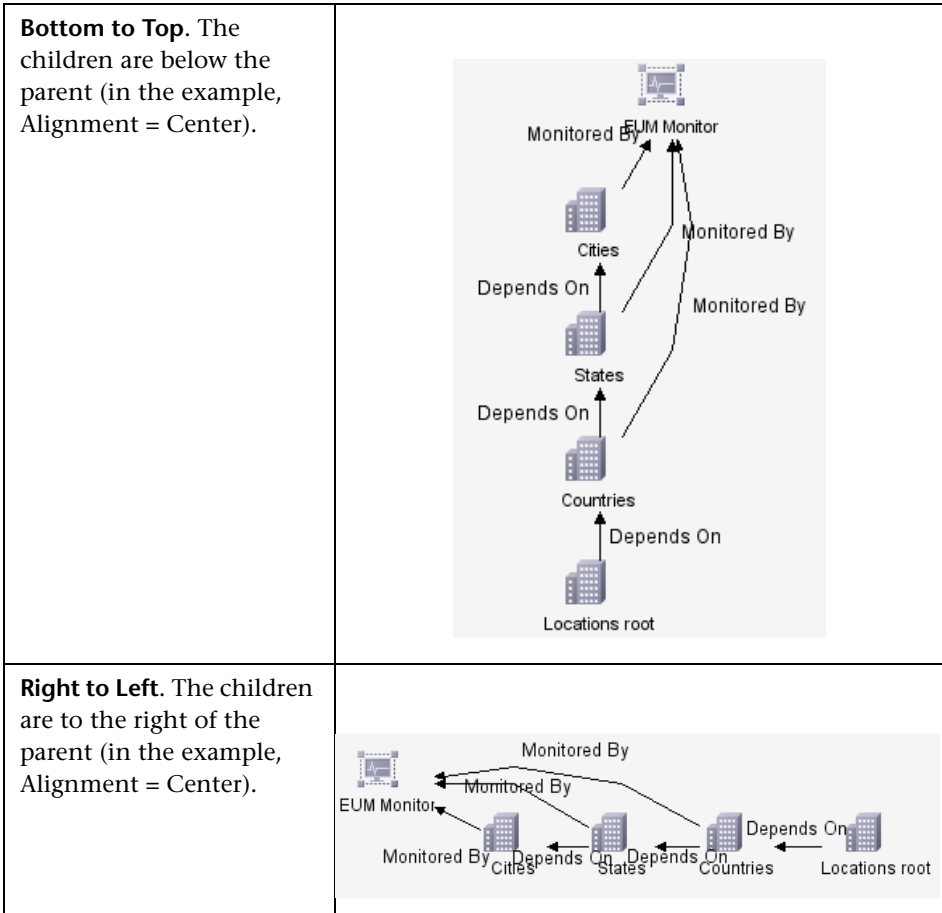 Bottom to Top. The
children are below the
parent (in the example,
Alignment = Center).
EUM Monitor
Monitored By
Cities
Monitored By
Depends On
Monitored By
States
Depends On
Countries
Depends On
Locations root
Right to Left. The children
are to the right of the
parent (in the example,
Alignment = Center).
Monitored By
Monitored By
EUM Monitor
Depends On
Monitored By
Depends On
Depends On
Cities
States
Countries
Locations root